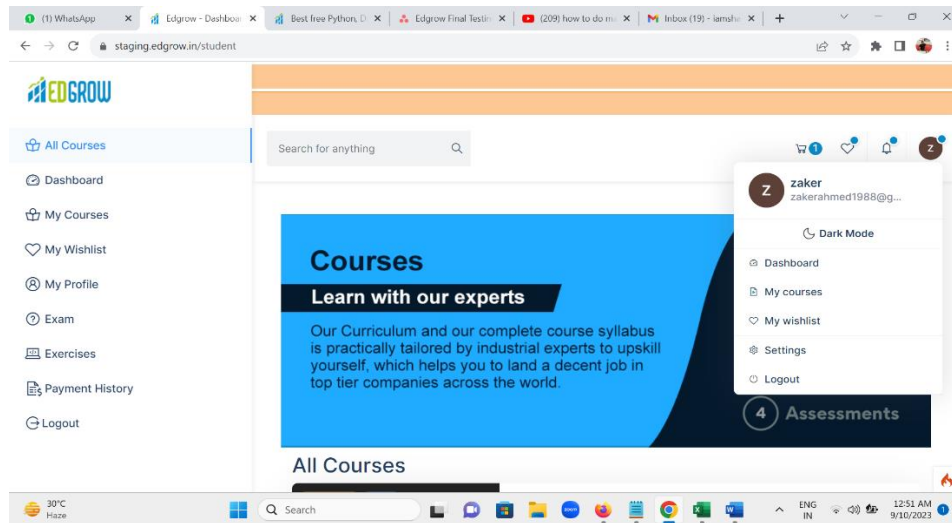 (1) WhatsApp
Edgrow - Dashboar
Best free Python, D
Edgrow Final Testin
(209) how to do m
Inbox (19) - iamsha
staging.edgrow.in/student
EDGROW
All Courses
Dashboard
My Courses
My Wishlist
My Profile
Exam
Exercises
Payment History
Logout
Search for anything
1
Z
Z
zaker
zakerahmed1988@g...
Dark Mode
Dashboard
My courses
My wishlist
Settings
Logout
Courses
Learn with our experts
Our Curriculum and our complete course syllabus
is practically tailored by industrial experts to upskill
yourself, which helps you to land a decent job in
top tier companies across the world.
4 Assessments
All Courses
30°C
Haze
Search
ENG
IN
12:51 AM
9/10/2023